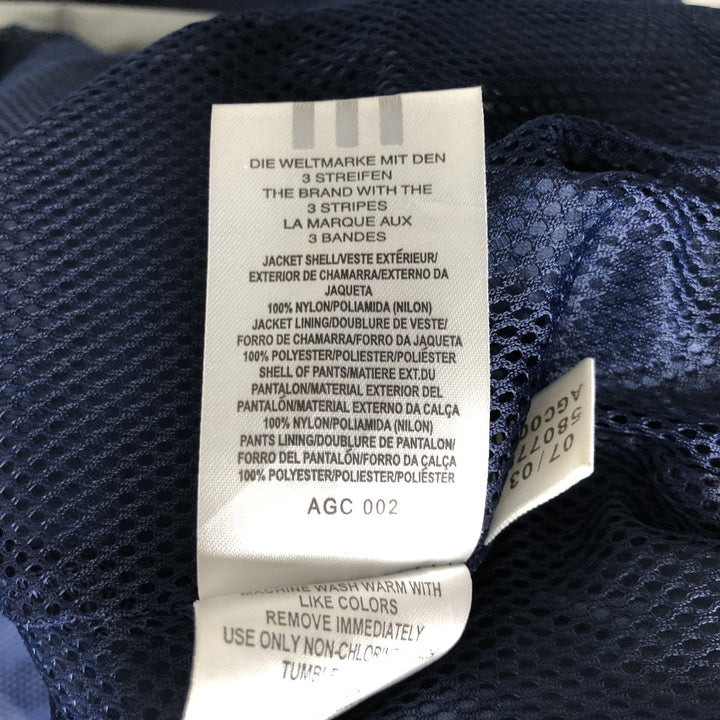 DIE WELTMARKE MIT DEN
3 STREIFEN
THE BRAND WITH THE
3 STRIPES
LA MARQUE AUX
3 BANDES
JACKET SHELL/VESTE EXTÉRIEUR/
EXTERIOR DE CHAMARRA/EXTERNO DA
JAQUETA
100% NYLON/POLIAMIDA (NILON)
JACKET LINING/DOUBLURE DE VESTE/
FORRO DE CHAMARRA/FORRO DA JAQUETA
100% POLYESTER/POLIESTER/POLIÉSTER
SHELL OF PANTS/MATIERE EXT.DU
PANTALON/MATERIAL EXTERIOR DEL
PANTALÓN/MATERIAL EXTERNO DA CALÇA
100% NYLON/POLIAMIDA (NILON)
PANTS LINING/DOUBLURE DE PANTALON/
FORRO DEL PANTALÓN/FORRO DA CALÇA
100% POLYESTER/POLIESTER/POLIÉSTER
AGC 002
MACHINE WASH WARM WITH
LIKE COLORS
REMOVE IMMEDIATELY
USE ONLY
07/03